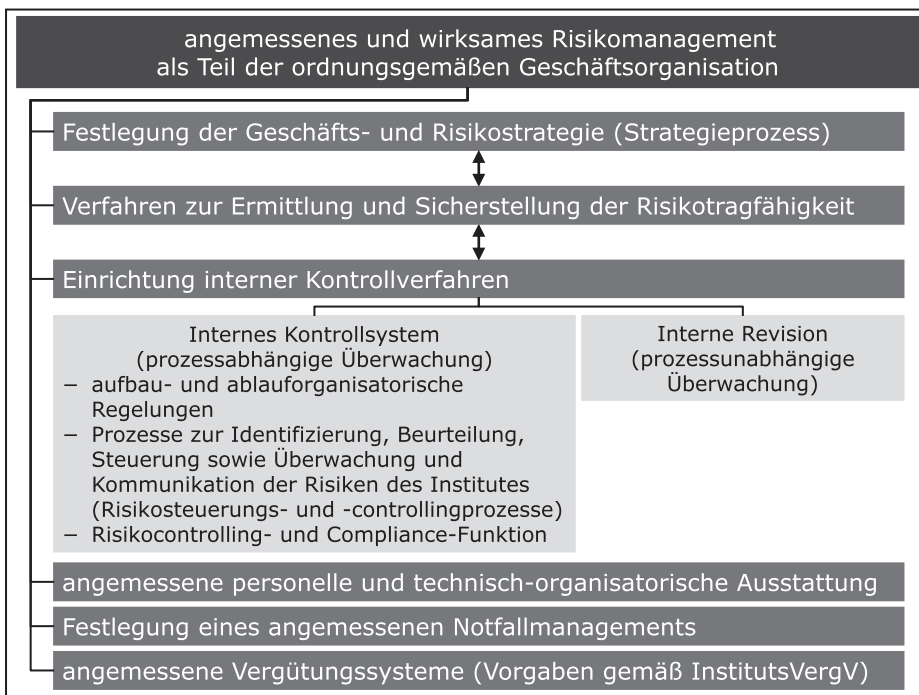 angemessenes und wirksames Risikomanagement
als Teil der ordnungsgemäßen Geschäftsorganisation
Festlegung der Geschäfts- und Risikostrategie (Strategieprozess)
Verfahren zur Ermittlung und Sicherstellung der Risikotragfähigkeit
Einrichtung interner Kontrollverfahren
Internes Kontrollsystem
(prozessabhängige Überwachung)
– aufbau- und ablauforganisatorische
Regelungen
– Prozesse zur Identifizierung, Beurteilung,
Steuerung sowie Überwachung und
Kommunikation der Risiken des Institutes
(Risikosteuerungs- und -controllingprozesse)
– Risikocontrolling- und Compliance-Funktion
Interne Revision
(prozessunabhängige
Überwachung)
angemessene personelle und technisch-organisatorische Ausstattung
Festlegung eines angemessenen Notfallmanagements
angemessene Vergütungssysteme (Vorgaben gemäß InstitutsVergV)